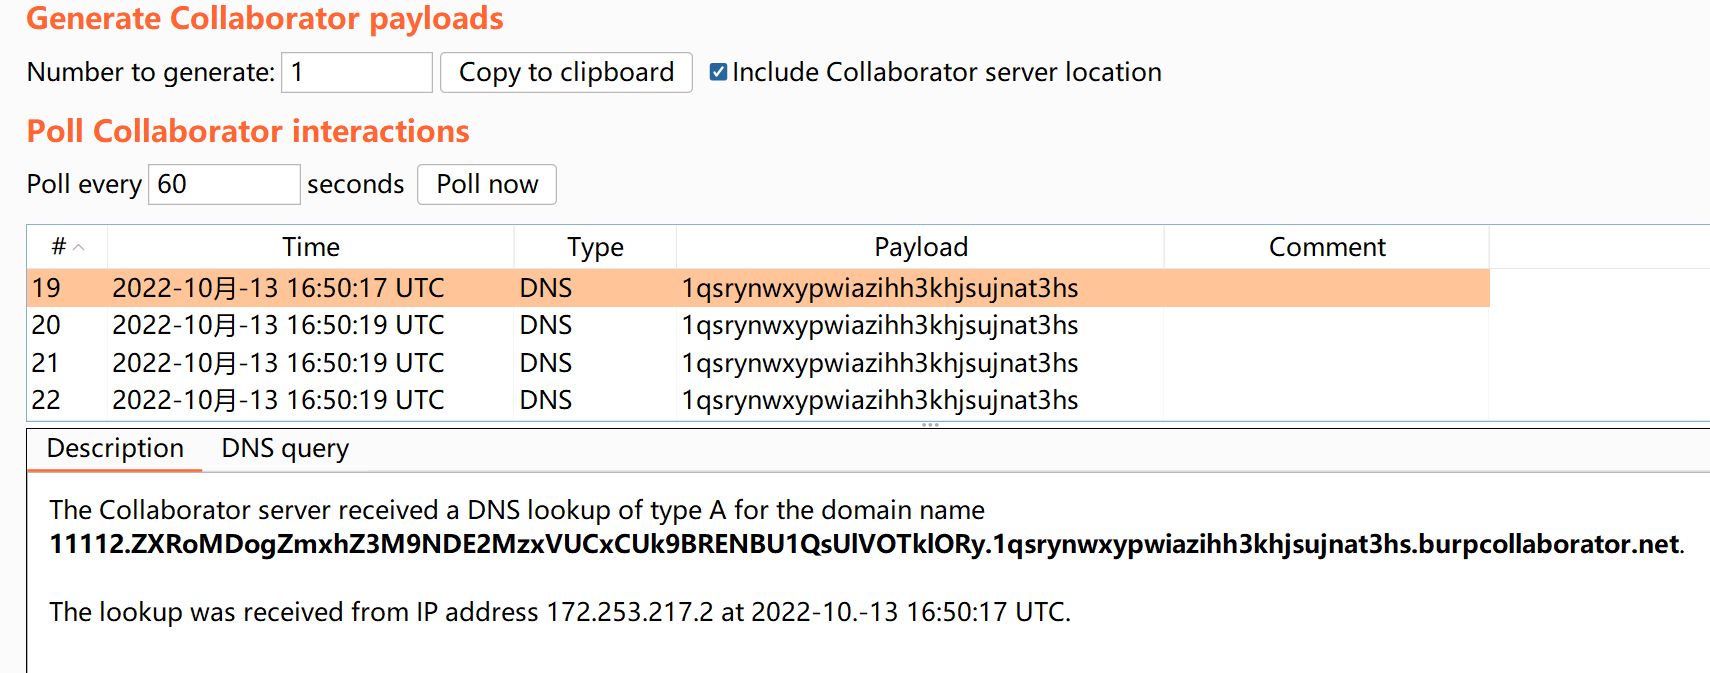 Generate Collaborator payloads
Number to generate: 1 Copy to clipboard Include Collaborator server location
Poll Collaborator interactions
Poll every 60 seconds Poll now
# Time Type Payload Comment
19 2022-10月-13 16:50:17 UTC DNS 1qsrynwxypwiazihh3khjsujnat3hs
20 2022-10月-13 16:50:19 UTC DNS 1qsrynwxypwiazihh3khjsujnat3hs
21 2022-10月-13 16:50:19 UTC DNS 1qsrynwxypwiazihh3khjsujnat3hs
22 2022-10月-13 16:50:19 UTC DNS 1qsrynwxypwiazihh3khjsujnat3hs
Description DNS query
The Collaborator server received a DNS lookup of type A for the domain name
11112.ZXRoMDogZmxhZ3M9NDE2MzxVUCxCUk9BRENBU1QsUlVOTklORy.1qsrynwxypwiazihh3khjsujnat3hs.burpcollaborator.net.
The lookup was received from IP address 172.253.217.2 at 2022-10.-13 16:50:17 UTC.